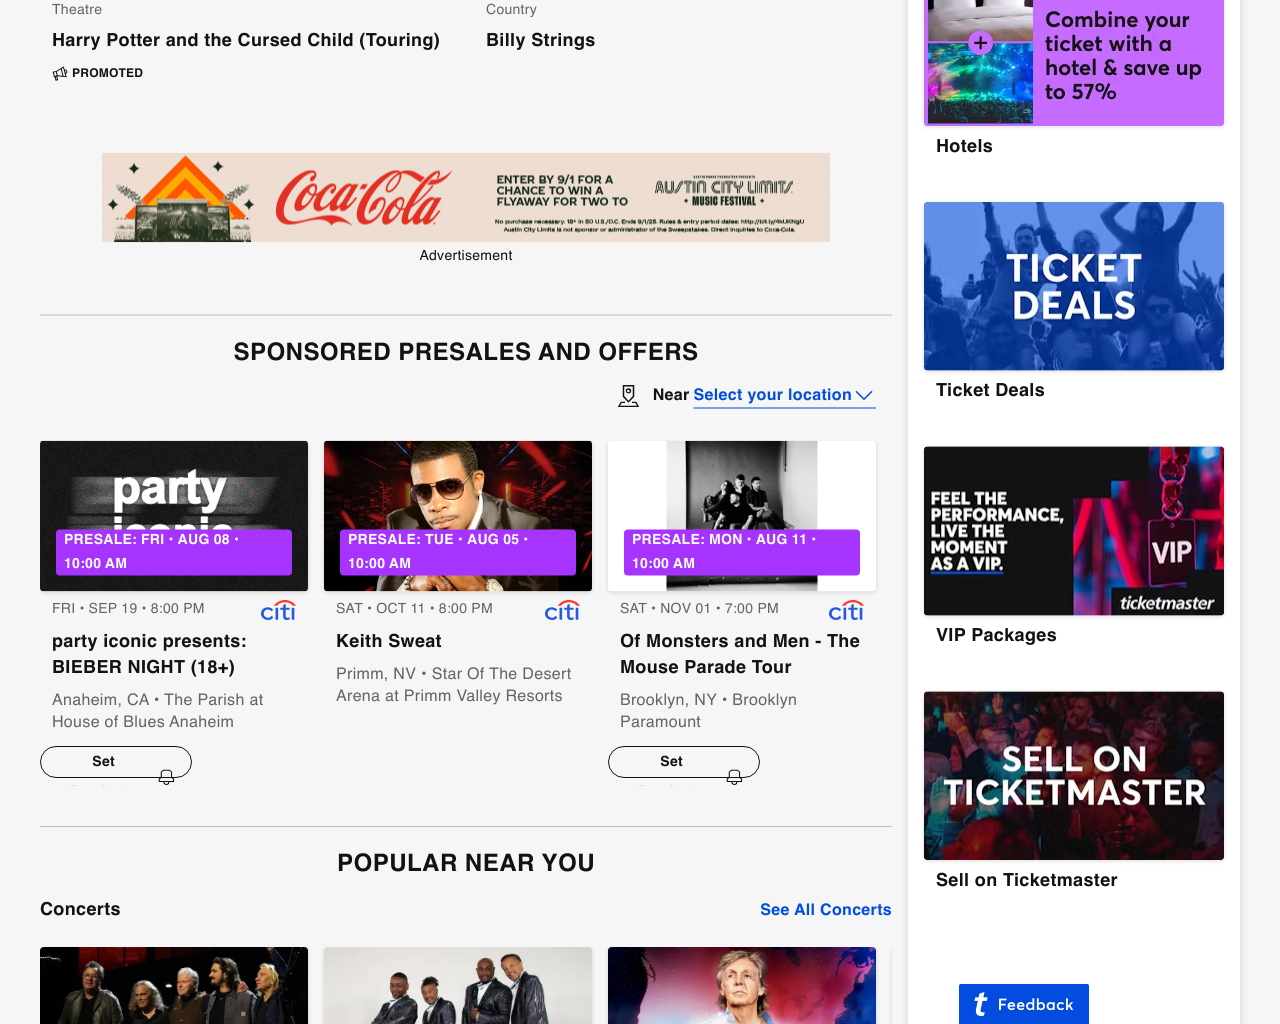 Theatre
Harry Potter and the Cursed Child (Touring)
PROMOTED
Country
Billy Strings
Coca-Cola
ENTER BY 9/1 FOR A
CHANCE TO WIN A
FLYAWAY FOR TWO TO
AUSTIN CITY LIMITS
MUSIC FESTIVAL
No purchase necessary. 18+ in 50 U.S./D.C. Ends 9/1/25. Rules & entry period dates: http://bit.ly/4kUKNgU
Austin City Limits is not sponsor or administrator of the Sweepstakes. Direct inquiries to Coca-Cola.
Advertisement
SPONSORED PRESALES AND OFFERS
Near Select your location
party
PRESALE: FRI • AUG 08 •
10:00 AM
FRI • SEP 19 • 8:00 PM
citi
party iconic presents:
BIEBER NIGHT (18+)
Anaheim, CA • The Parish at
House of Blues Anaheim
Set
PRESALE: TUE • AUG 05 •
10:00 AM
SAT • OCT 11 • 8:00 PM
citi
Keith Sweat
Primm, NV • Star Of The Desert
Arena at Primm Valley Resorts
PRESALE: MON • AUG 11 •
10:00 AM
SAT • NOV 01 • 7:00 PM
citi
Of Monsters and Men - The
Mouse Parade Tour
Brooklyn, NY • Brooklyn
Paramount
Set
POPULAR NEAR YOU
Concerts
See All Concerts
Combine your
ticket with a
hotel & save up
to 57%
Hotels
TICKET
DEALS
Ticket Deals
FEEL THE
PERFORMANCE,
LIVE THE
MOMENT
AS A VIP.
VIP
ticketmaster
VIP Packages
SELL ON
TICKETMASTER
Sell on Ticketmaster
t Feedback